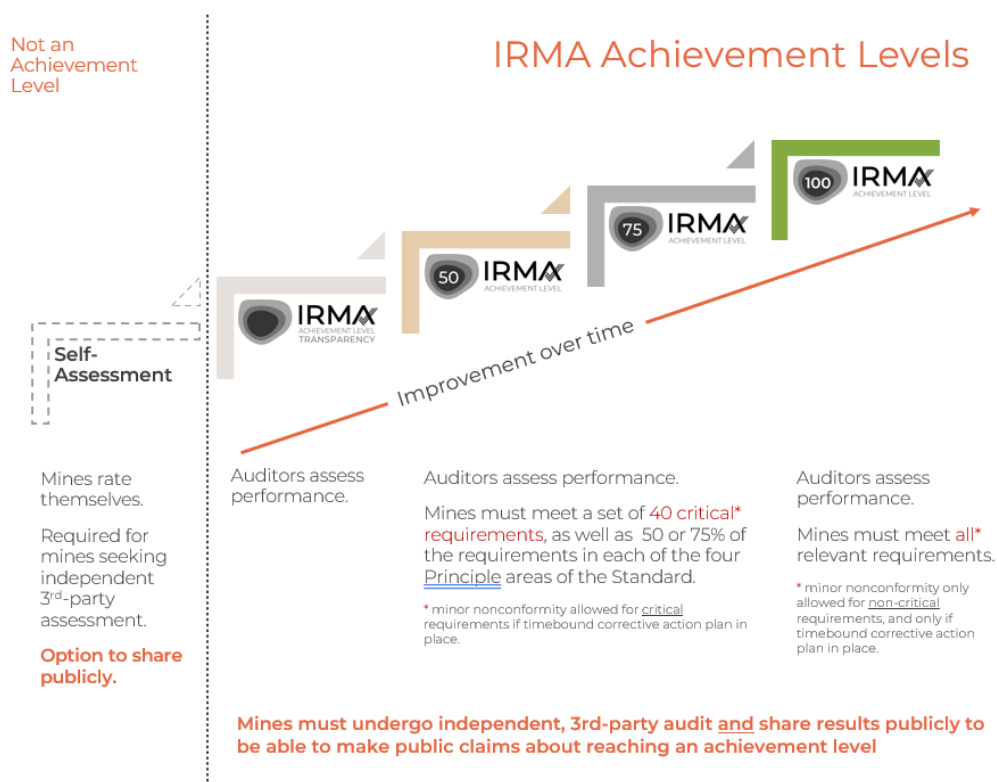 Not an
Achievement
Level
IRMA Achievement Levels
Self-
Assessment
IRMA
ACHIEVEMENT LEVEL
TRANSPARENCY
50 IRMA
ACHIEVEMENT LEVEL
75 IRMA
ACHIEVEMENT LEVEL
100 IRMA
ACHIEVEMENT LEVEL
Improvement over time
Mines rate
themselves.
Required for
mines seeking
independent
3rd-party
assessment.
Option to share
publicly.
Auditors assess
performance.
Auditors assess performance.
Mines must meet a set of 40 critical*
requirements, as well as 50 or 75% of
the requirements in each of the four
Principle areas of the Standard.
* minor nonconformity allowed for critical
requirements if timebound corrective action plan in
place.
Auditors assess
performance.
Mines must meet all*
relevant requirements.
* minor nonconformity only
allowed for non-critical
requirements, and only if
timebound corrective action
plan in place.
Mines must undergo independent, 3rd-party audit and share results publicly to
be able to make public claims about reaching an achievement level